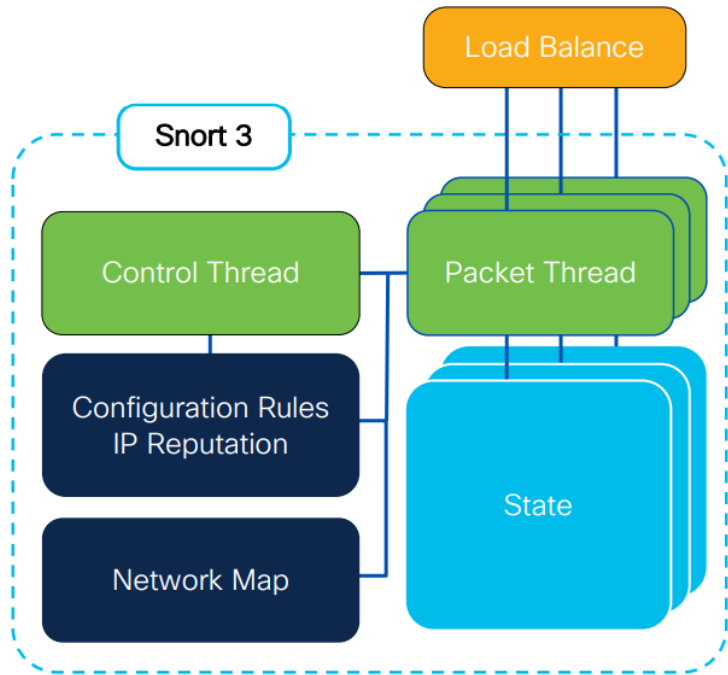 Load Balance
Snort 3
Control Thread
Packet Thread
Configuration Rules
IP Reputation
State
Network Map